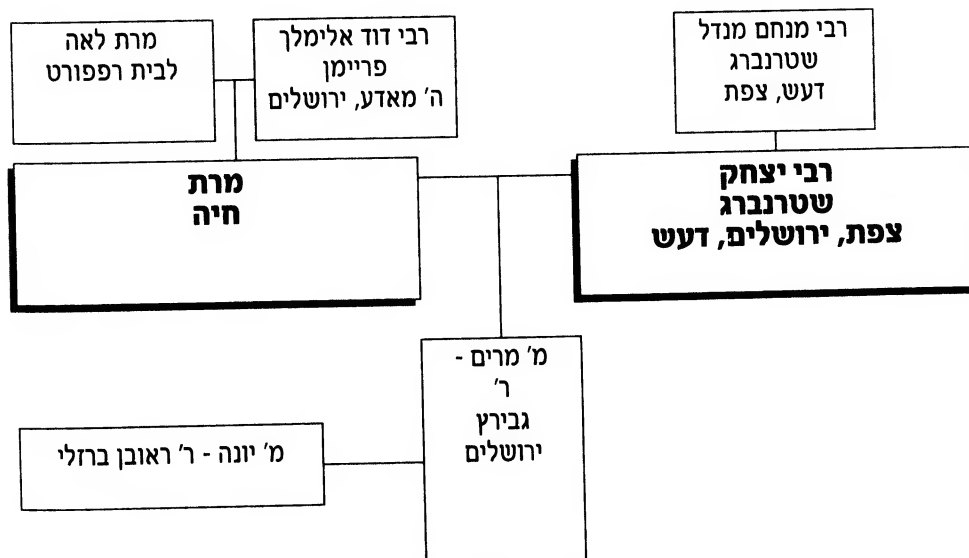 רבי מנחם מנדל
שטרנברג
דעש, צפת
רבי דוד אלימלך
פריימן
ה' מאדע, ירושלים
מרת לאה
לבית רפפורט
רבי יצחק
שטרנברג
צפת, ירושלים, דעש
מרת
חיה
מ' מרים -
ר'
גבירץ
ירושלים
מ' יונה - ר' ראובן ברזלי